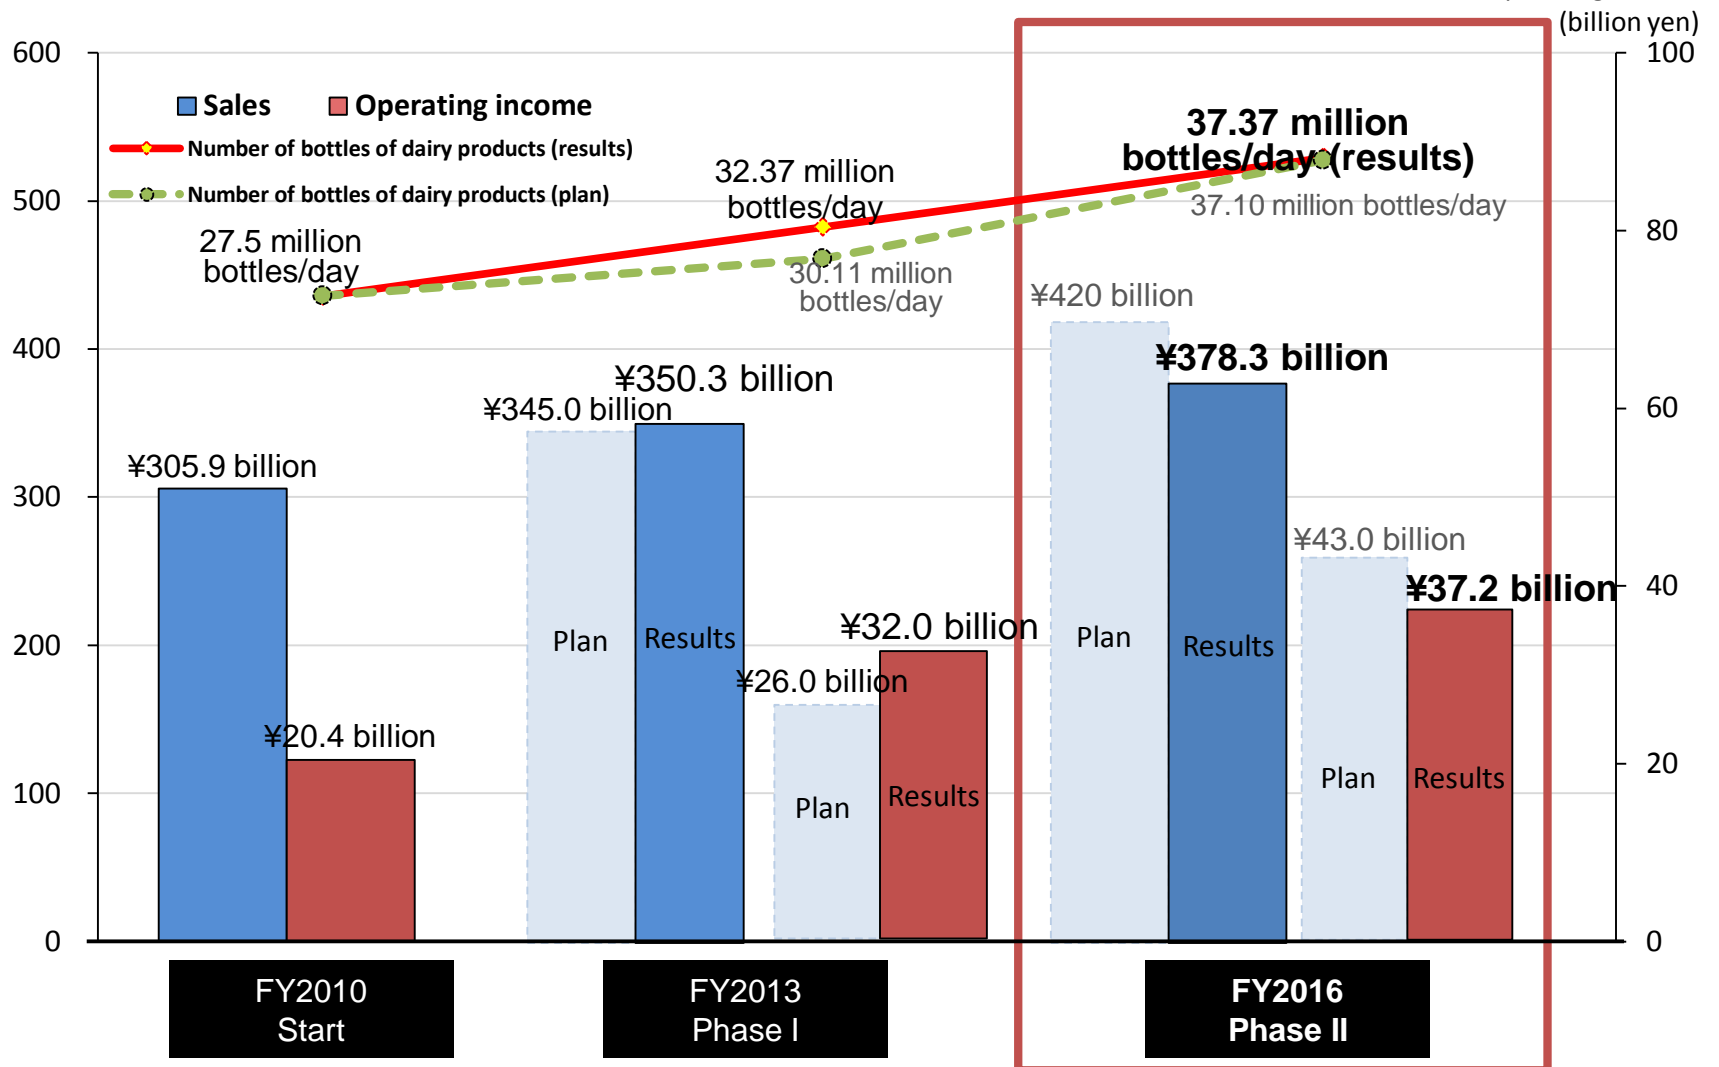 (billion yen)
600
500
400
300
200
100
0
100
80
60
40
20
0
Sales
Operating income
Number of bottles of dairy products (results)
Number of bottles of dairy products (plan)
27.5 million
bottles/day
32.37 million
bottles/day
30.11 million
bottles/day
37.37 million
bottles/day (results)
37.10 million bottles/day
¥305.9 billion
¥20.4 billion
¥345.0 billion
¥350.3 billion
Plan
Results
¥26.0 billion
¥32.0 billion
Plan
Results
¥420 billion
¥378.3 billion
Plan
Results
¥43.0 billion
¥37.2 billion
Plan
Results
FY2010
Start
FY2013
Phase I
FY2016
Phase II